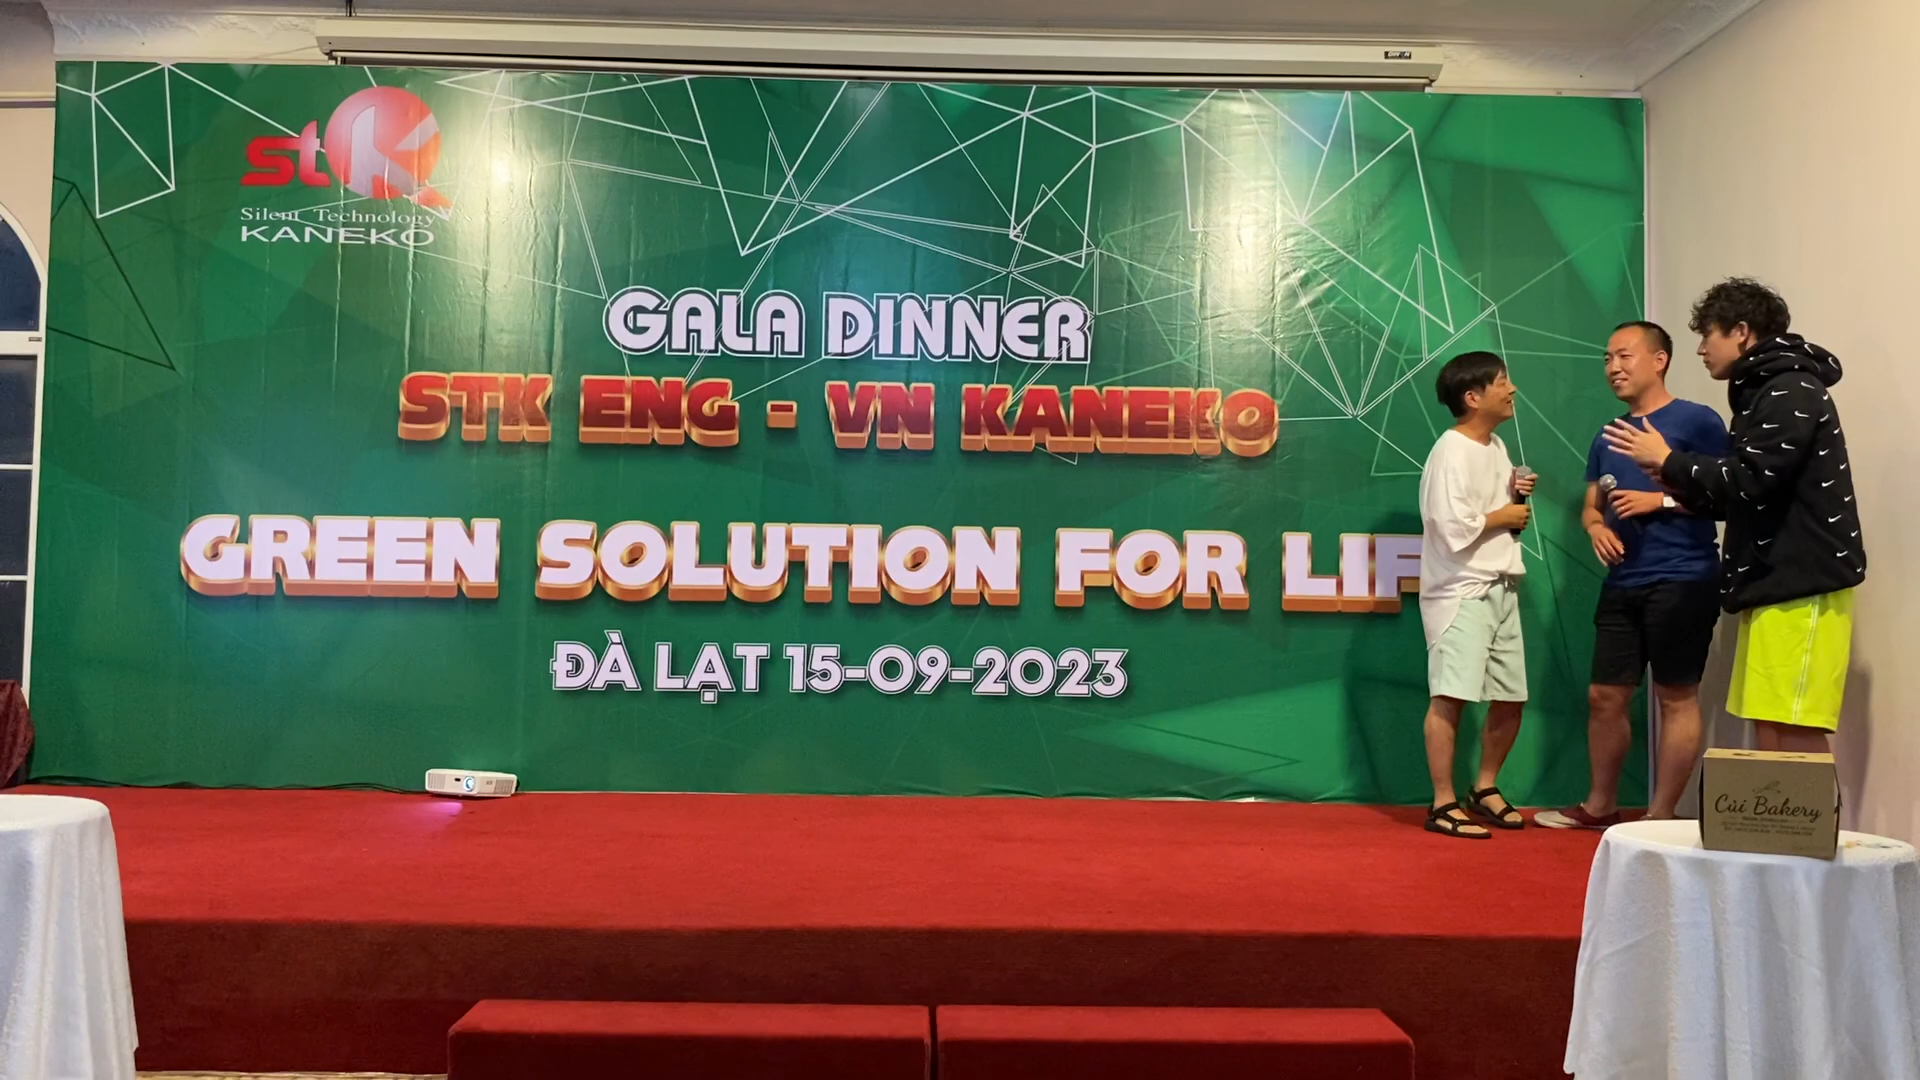 stK
Silent Technology
KANEKO
GALA DINNER
STK ENG - VN KANEKO
GREEN SOLUTION FOR LIF
ĐÀ LẠT 15-09-2023
Củi Bakery